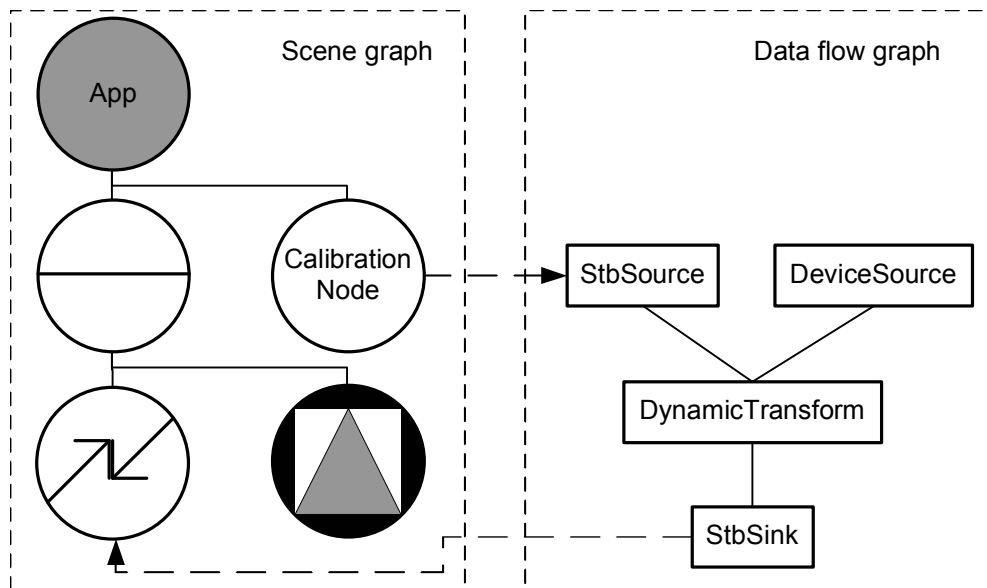 Scene graph
Data flow graph
App
Calibration
Node
StbSource
DeviceSource
DynamicTransform
StbSink